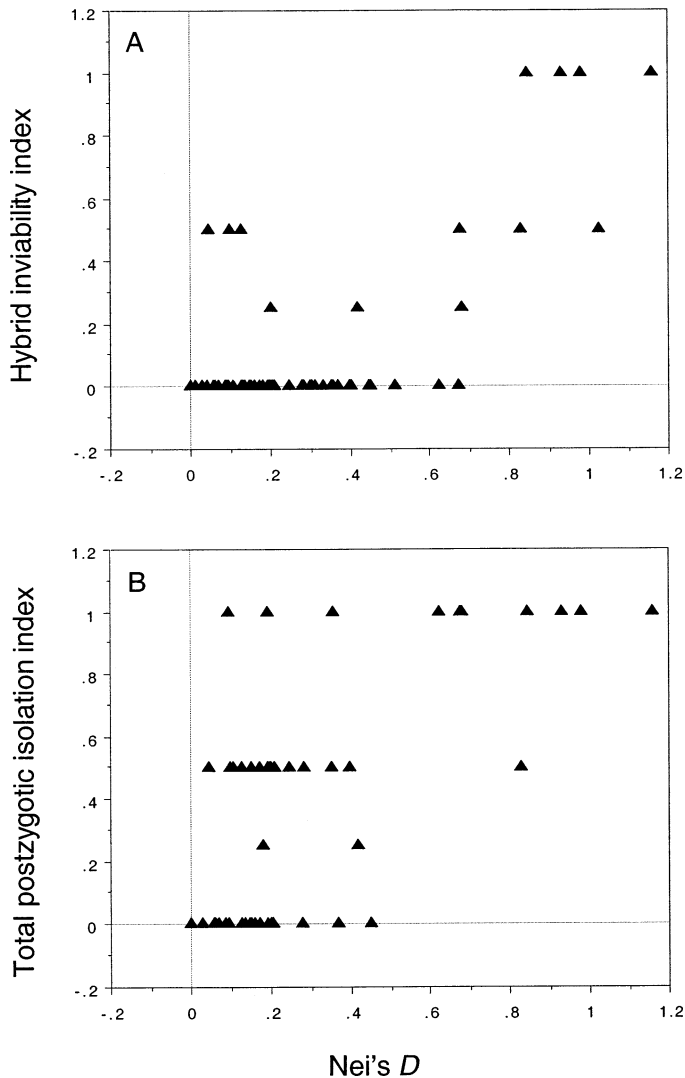 A
Hybrid inviability index
1.2
1
.8
.6
.4
.2
0
-.2
-.2 0 .2 .4 .6 .8 1 1.2
B
Total postzygotic isolation index
1.2
1
.8
.6
.4
.2
0
-.2
-.2 0 .2 .4 .6 .8 1 1.2
Nei's D